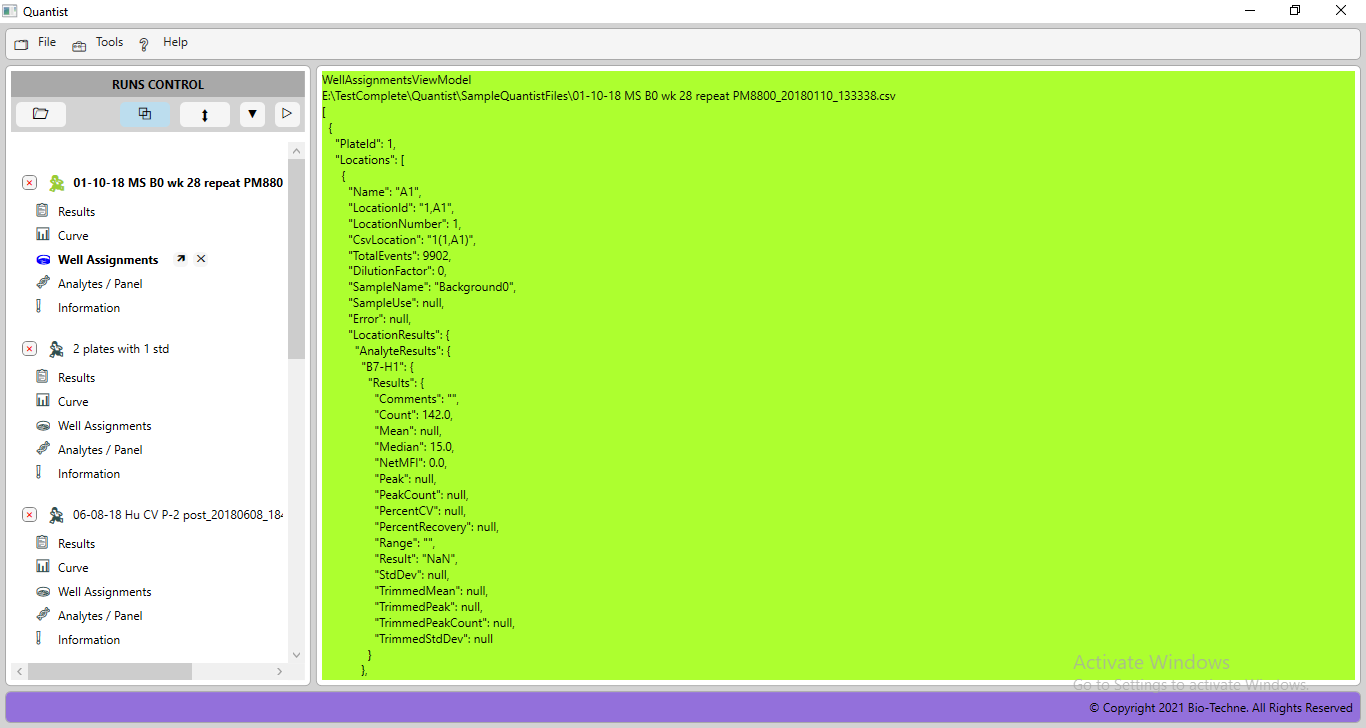 Quantist
File Tools ? Help
RUNS CONTROL
01-10-18 MS B0 wk 28 repeat PM880
Results
Curve
Well Assignments
Analytes / Panel
Information
2 plates with 1 std
Results
Curve
Well Assignments
Analytes / Panel
Information
06-08-18 Hu CV P-2 post_20180608_184
Results
Curve
Well Assignments
Analytes / Panel
Information
WellAssignmentsViewModel
E:\TestComplete\Quantist\SampleQuantistFiles\01-10-18 MS B0 wk 28 repeat PM8800_20180110_133338.csv
[
{
"PlateId": 1,
"Locations": [
{
"Name": "A1",
"LocationId": "1,A1",
"LocationNumber": 1,
"CsvLocation": "1(1,A1)",
"TotalEvents": 9902,
"DilutionFactor": 0,
"SampleName": "Background0",
"SampleUse": null,
"Error": null,
"LocationResults": {
"AnalyteResults": {
"B7-H1": {
"Results": {
"Comments": "",
"Count": 142.0,
"Mean": null,
"Median": 15.0,
"NetMFI": 0.0,
"Peak": null,
"PeakCount": null,
"PercentCV": null,
"PercentRecovery": null,
"Range": "",
"Result": "NaN",
"StdDev": null,
"TrimmedMean": null,
"TrimmedPeak": null,
"TrimmedPeakCount": null,
"TrimmedStdDev": null
}
},
Activate Windows
Go to Settings to activate Windows.
© Copyright 2021 Bio-Techne. All Rights Reserved